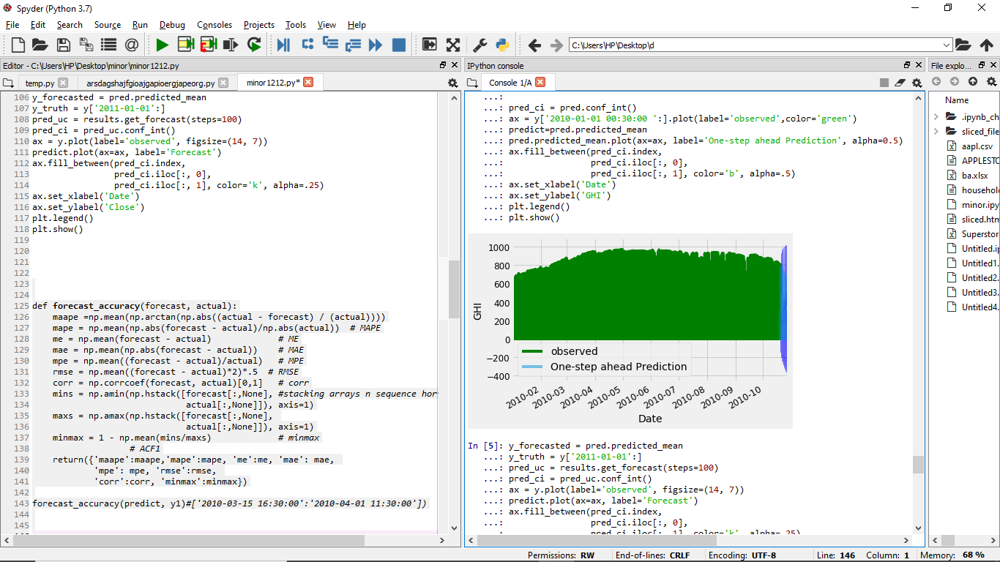 Spyder (Python 3.7)
File Edit Search Source Run Debug Consoles Projects Tools View Help
C:\Users\HP\Desktop\d
Editor - C:\Users\HP\Desktop\minor\minor1212.py
temp.py arsdagshajfgioajgapioergjapeorg.py minor1212.py*
106 y_forecasted = pred.predicted_mean
107 y_truth = y['2011-01-01':]
108 pred_uc = results.get_forecast(steps=100)
109 pred_ci = pred_uc.conf_int()
110 ax = y.plot(label='observed', figsize=(14, 7))
111 predict.plot(ax=ax, label='Forecast')
112 ax.fill_between(pred_ci.index,
113 pred_ci.iloc[:, 0],
114 pred_ci.iloc[:, 1], color='k', alpha=.25)
115 ax.set_xlabel('Date')
116 ax.set_ylabel('Close')
117 plt.legend()
118 plt.show()
119
120
121
122
123
124
125 def forecast_accuracy(forecast, actual):
126 maape =np.mean(np.arctan(np.abs((actual - forecast) / (actual))))
127 mape = np.mean(np.abs(forecast - actual)/np.abs(actual)) # MAPE
128 me = np.mean(forecast - actual) # ME
129 mae = np.mean(np.abs(forecast - actual)) # MAE
130 mpe = np.mean((forecast - actual)/actual) # MPE
131 rmse = np.mean((forecast - actual)*2)*.5 # RMSE
132 corr = np.corrcoef(forecast, actual)[0,1] # corr
133 mins = np.amin(np.hstack([forecast[:,None], #stacking arrays n sequence hor
134 actual[:,None]]), axis=1)
135 maxs = np.amax(np.hstack([forecast[:,None],
136 actual[:,None]]), axis=1)
137 minmax = 1 - np.mean(mins/maxs) # minmax
138 # ACF1
139 return({'maape':maape,'mape':mape, 'me':me, 'mae': mae,
140 'mpe': mpe, 'rmse':rmse,
141 'corr':corr, 'minmax':minmax})
142
143 forecast_accuracy(predict, y1)#['2010-03-15 16:30:00':'2010-04-01 11:30:00'])
144
145
IPython console
Console 1/A
...:
...: pred_ci = pred.conf_int()
...: ax = y['2010-01-01 00:30:00 ':].plot(label='observed',color='green')
...: predict=pred.predicted_mean
...: pred.predicted_mean.plot(ax=ax, label='One-step ahead Prediction', alpha=0.5)
...: ax.fill_between(pred_ci.index,
...: pred_ci.iloc[:, 0],
...: pred_ci.iloc[:, 1], color='b', alpha=.5)
...: ax.set_xlabel('Date')
...: ax.set_ylabel('GHI')
...: plt.legend()
...: plt.show()
1000
800
600
400
200
0
−200
−400
GHI
observed
One-step ahead Prediction
2010-02 2010-03 2010-04 2010-05 2010-06 2010-07 2010-08 2010-09 2010-10
Date
In [5]: y_forecasted = pred.predicted_mean
...: y_truth = y['2011-01-01':]
...: pred_uc = results.get_forecast(steps=100)
...: pred_ci = pred_uc.conf_int()
...: ax = y.plot(label='observed', figsize=(14, 7))
...: predict.plot(ax=ax, label='Forecast')
...: ax.fill_between(pred_ci.index,
...: pred_ci.iloc[:, 0],
...: pred_ci.iloc[:, 1], color='k', alpha=.25)
File explo...
Name
.ipynb_ch
sliced_file
aapl.csv
APPLESTO
ba.xlsx
househol
minor.ipy
sliced.htm
Superstor
Untitled.ip
Untitled1.
Untitled2.
Untitled3.
Untitled4.
Permissions: RW End-of-lines: CRLF Encoding: UTF-8 Line: 146 Column: 1 Memory: 68 %